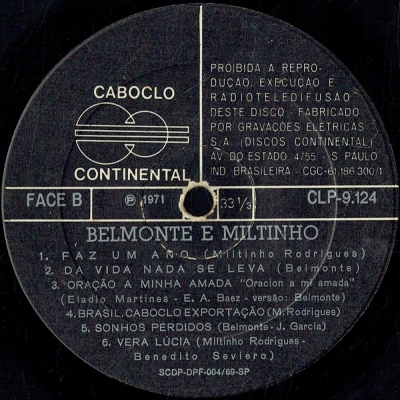 CABOCLO
CONTINENTAL
PROIBIDA A REPRO-
DUÇÃO, EXECUÇÃO E
RADIOTELEDIFUSÃO
DESTE DISCO - FABRICADO
POR GRAVAÇÕES ELÉTRICAS
S/A (DISCOS CONTINENTAL)
AV DO ESTADO, 4755 - S PAULO
IND. BRASILEIRA - CGC-61.186.300/1
FACE B
Ⓟ 1971
33 1/3
CLP-9.124
BELMONTE E MILTINHO
1. FAZ UM ANO (Miltinho Rodrigues)
2. DA VIDA NADA SE LEVA (Belmonte)
3. ORAÇÃO A MINHA AMADA "Oracion a mi amada"
(Eladio Martines - E. A. Baez - versão: Belmonte)
4. BRASIL, CABOCLO EXPORTAÇÃO (M. Rodrigues)
5. SONHOS PERDIDOS (Belmonte - J. Garcia)
6. VERA LÚCIA (Miltinho Rodrigues-
Benedito Seviero)
SCDP-DPF-004/69-SP